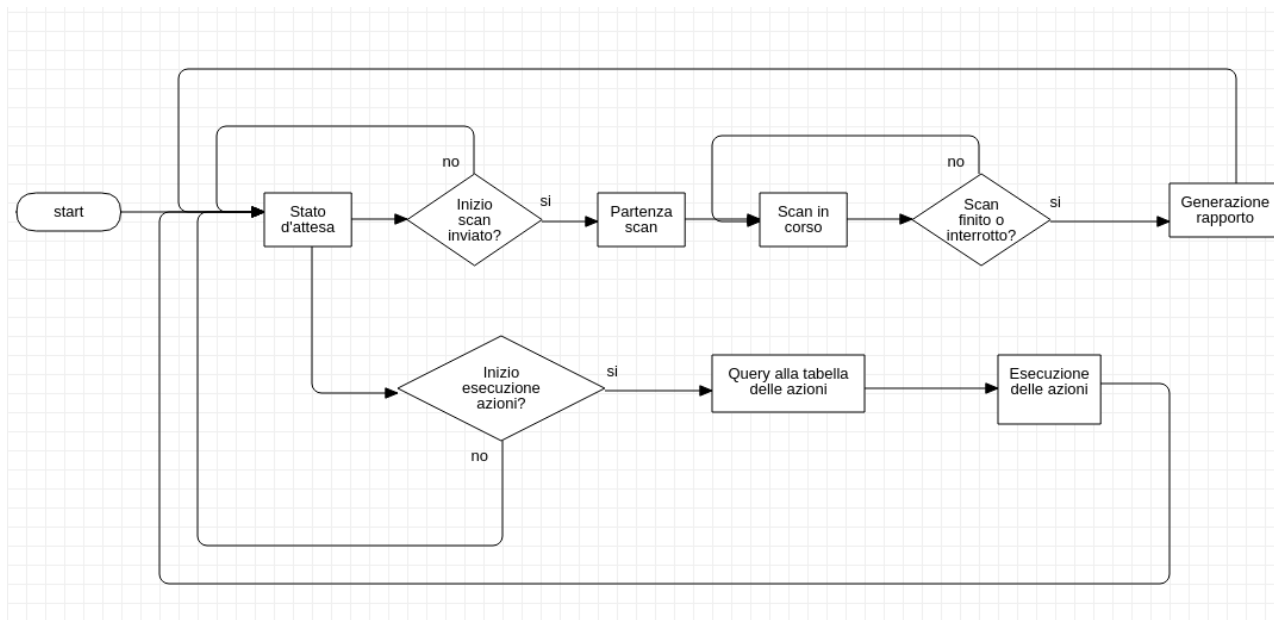 no
no
start
Stato
d'attesa
Inizio
scan
inviato?
si
Partenza
scan
Scan in
corso
Scan
finito o
interrotto?
si
Generazione
rapporto
Inizio
esecuzione
azioni?
si
Query alla tabella
delle azioni
Esecuzione
delle azioni
no